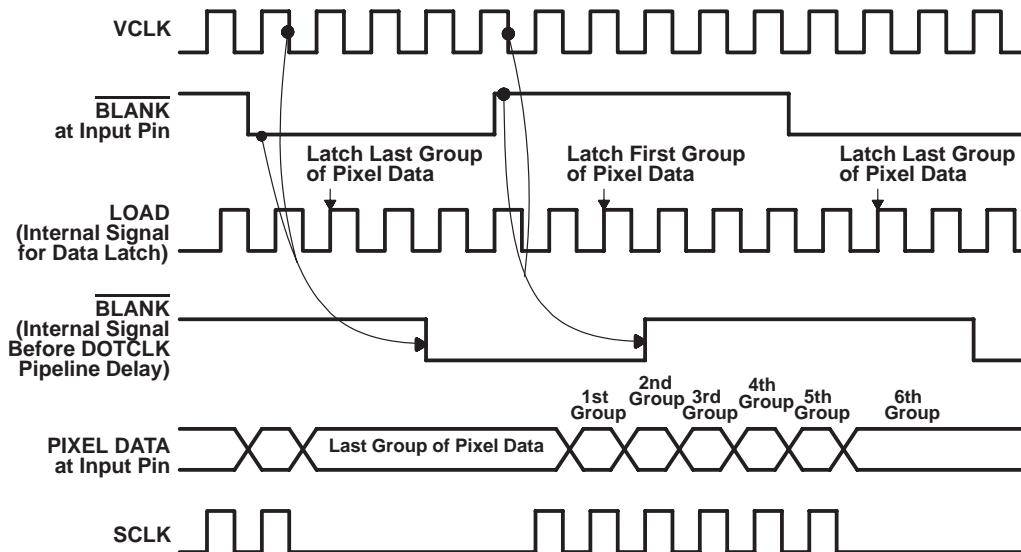 VCLK
BLANK
at Input Pin
Latch Last Group
of Pixel Data
Latch First Group
of Pixel Data
Latch Last Group
of Pixel Data
LOAD
(Internal Signal
for Data Latch)
BLANK
(Internal Signal
Before DOTCLK
Pipeline Delay)
1st
Group
2nd
Group
3rd
Group
4th
Group
5th
Group
6th
Group
PIXEL DATA
at Input Pin
Last Group of Pixel Data
SCLK